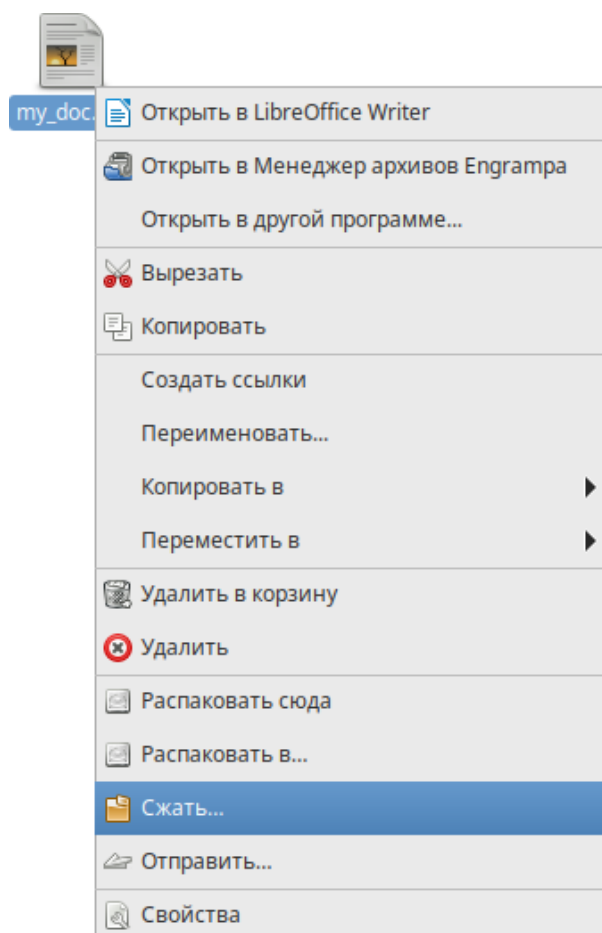 my_doc.
Открыть в LibreOffice Writer
Открыть в Менеджер архивов Engrampa
Открыть в другой программе...
Вырезать
Копировать
Создать ссылки
Переименовать...
Копировать в
Переместить в
Удалить в корзину
Удалить
Распаковать сюда
Распаковать в...
Сжать...
Отправить...
Свойства